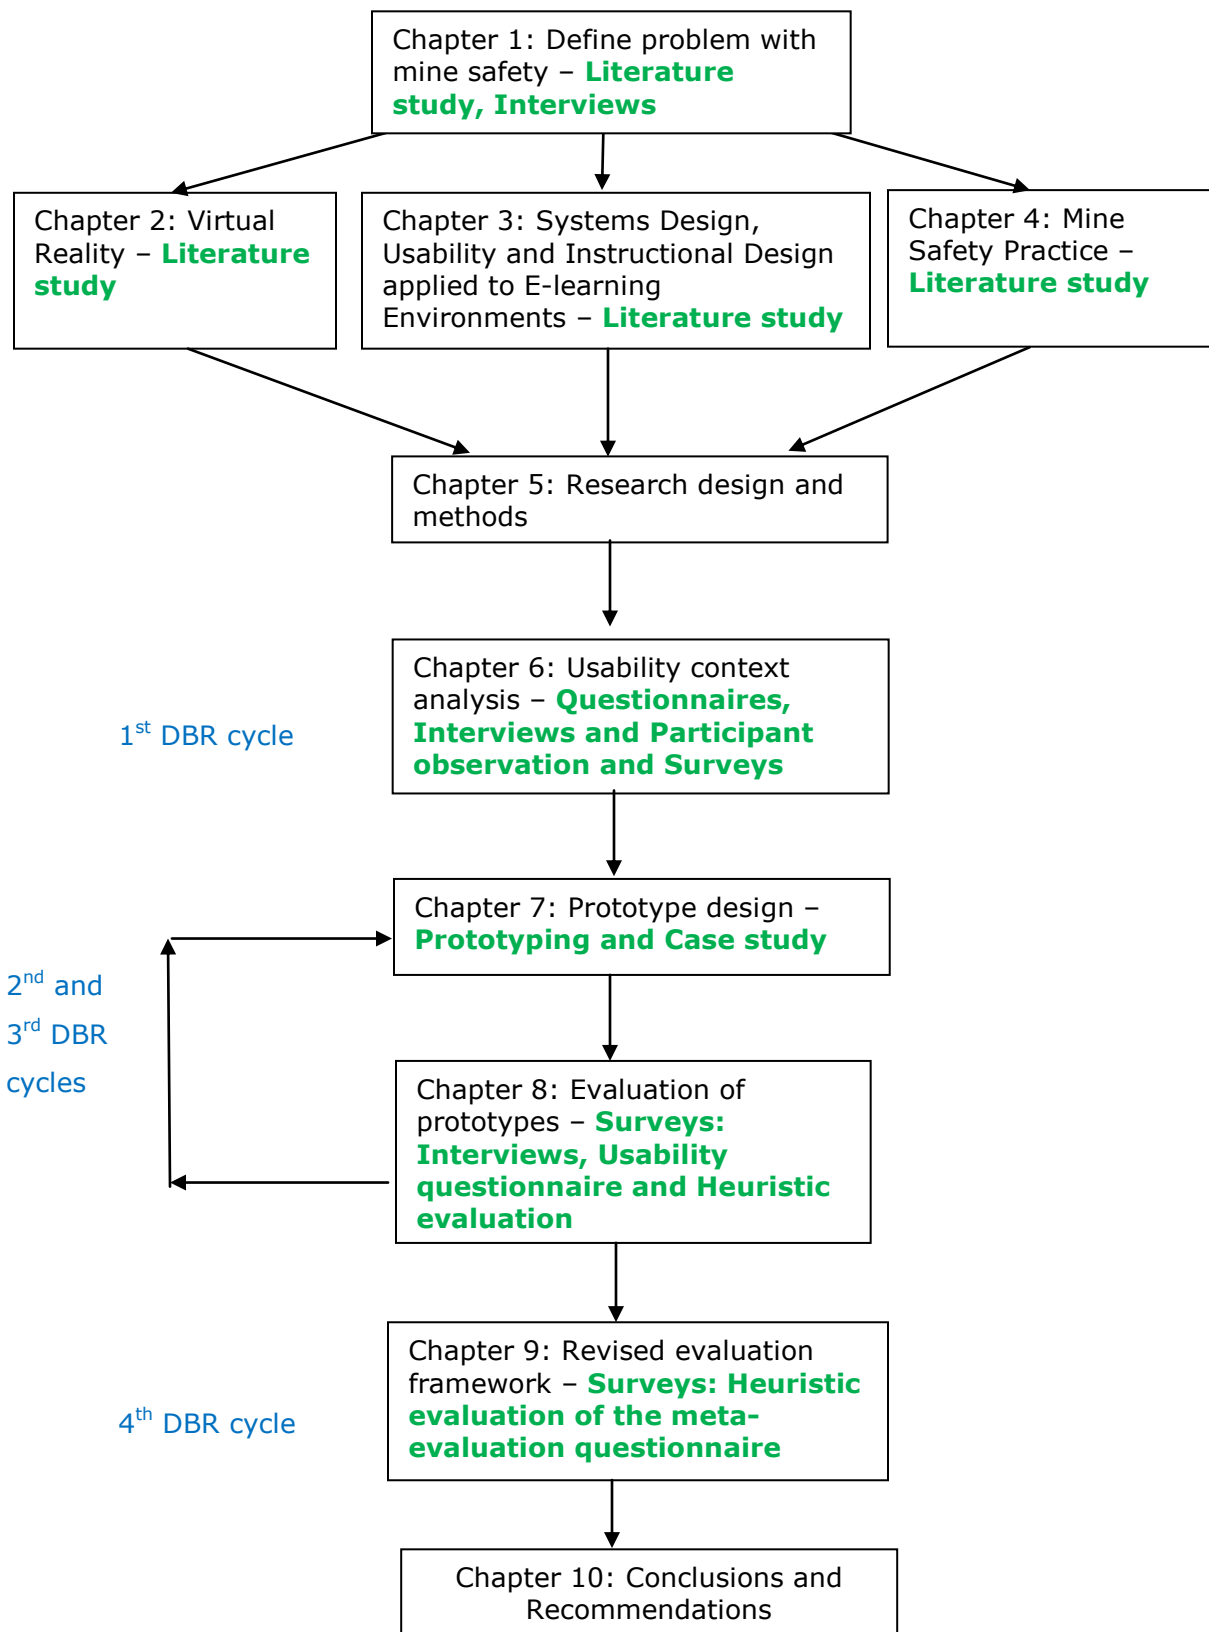 Chapter 1: Define problem with
mine safety – Literature
study, Interviews
Chapter 2: Virtual
Reality – Literature
study
Chapter 3: Systems Design,
Usability and Instructional Design
applied to E-learning
Environments – Literature study
Chapter 4: Mine
Safety Practice –
Literature study
Chapter 5: Research design and
methods
1st DBR cycle
Chapter 6: Usability context
analysis – Questionnaires,
Interviews and Participant
observation and Surveys
Chapter 7: Prototype design –
Prototyping and Case study
2nd and
3rd DBR
cycles
Chapter 8: Evaluation of
prototypes – Surveys:
Interviews, Usability
questionnaire and Heuristic
evaluation
4th DBR cycle
Chapter 9: Revised evaluation
framework – Surveys: Heuristic
evaluation of the meta-
evaluation questionnaire
Chapter 10: Conclusions and
Recommendations